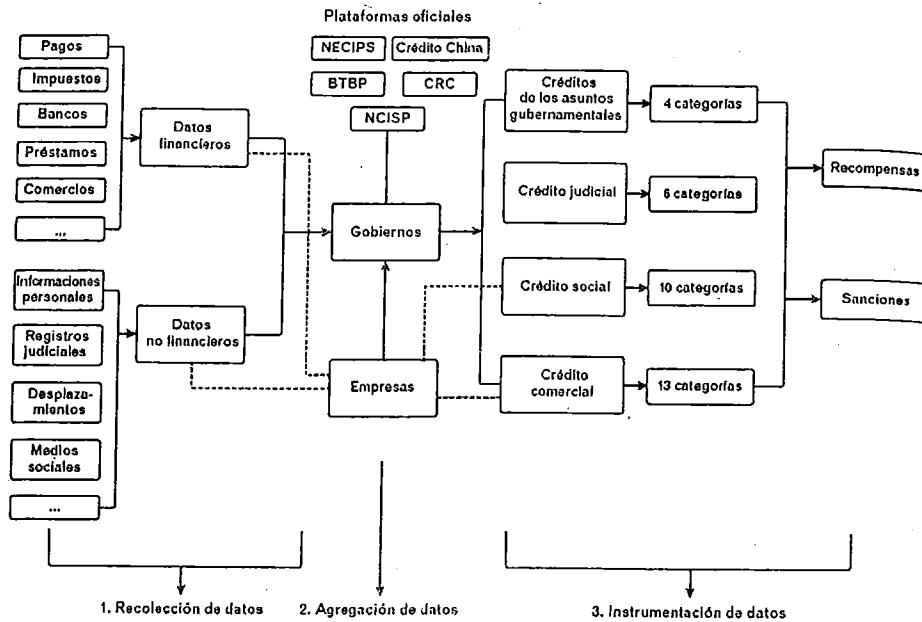 Plataformas oficiales
NECIPS
Crédito China
BTBP
CRC
NCISP
Pagos
Impuestos
Bancos
Préstamos
Comercios
...
Datos
financieros
Informaciones
personales
Registros
judiciales
Desplaza-
mientos
Medios
sociales
...
Datos
no financieros
Gobiernos
Empresas
Créditos
de los asuntos
gubernamentales
4 categorías
Crédito judicial
6 categorías
Crédito social
10 categorías
Crédito
comercial
13 categorías
Recompensas
Sanciones
1. Recolección de datos
2. Agregación de datos
3. Instrumentación de datos